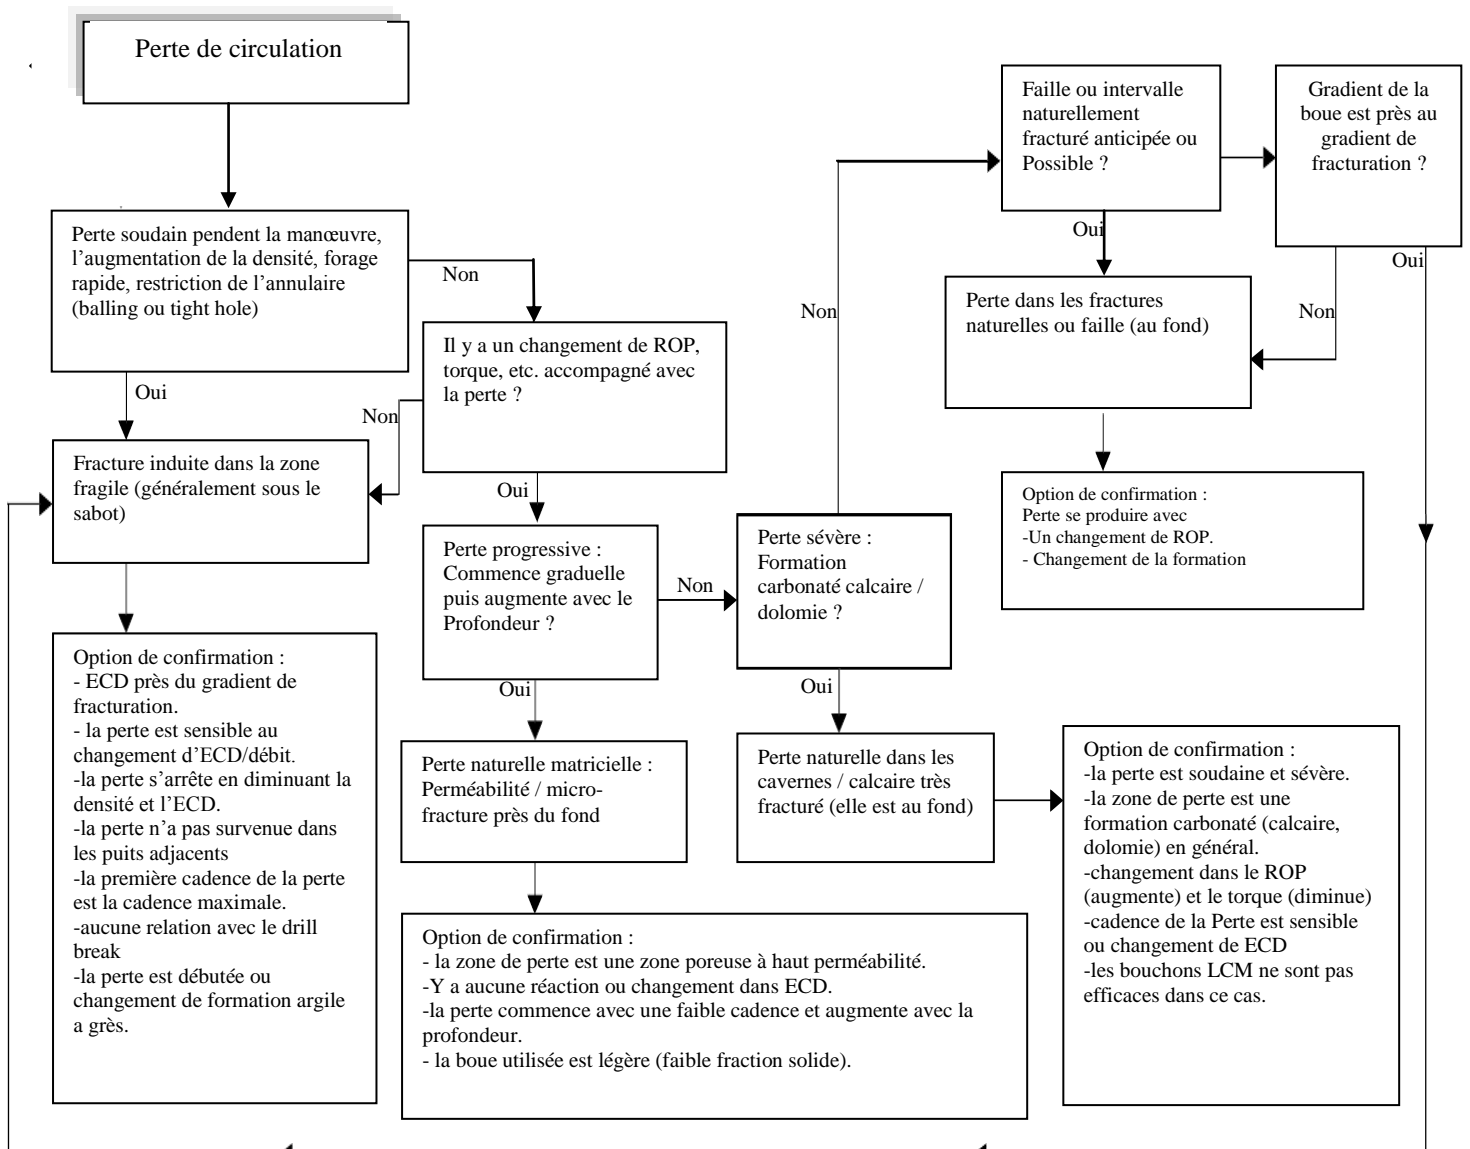 Perte de circulation
Perte soudain pendent la manœuvre,
l’augmentation de la densité, forage
rapide, restriction de l’annulaire
(balling ou tight hole)
Non
Oui
Il y a un changement de ROP,
torque, etc. accompagné avec
la perte ?
Non
Oui
Fracture induite dans la zone
fragile (généralement sous le
sabot)
Option de confirmation :
- ECD près du gradient de
fracturation.
- la perte est sensible au
changement d’ECD/débit.
-la perte s’arrête en diminuant la
densité et l’ECD.
-la perte n’a pas survenue dans
les puits adjacents
-la première cadence de la perte
est la cadence maximale.
-aucune relation avec le drill
break
-la perte est débutée ou
changement de formation argile
a grès.
Perte progressive :
Commence graduelle
puis augmente avec le
Profondeur ?
Non
Oui
Perte naturelle matricielle :
Perméabilité / micro-
fracture près du fond
Option de confirmation :
- la zone de perte est une zone poreuse à haut perméabilité.
-Y a aucune réaction ou changement dans ECD.
-la perte commence avec une faible cadence et augmente avec la
profondeur.
- la boue utilisée est légère (faible fraction solide).
Perte sévère :
Formation
carbonaté calcaire /
dolomie ?
Non
Oui
Perte naturelle dans les
cavernes / calcaire très
fracturé (elle est au fond)
Option de confirmation :
-la perte est soudaine et sévère.
-la zone de perte est une
formation carbonaté (calcaire,
dolomie) en général.
-changement dans le ROP
(augmente) et le torque (diminue)
-cadence de la Perte est sensible
ou changement de ECD
-les bouchons LCM ne sont pas
efficaces dans ce cas.
Faille ou intervalle
naturellement
fracturé anticipée ou
Possible ?
Oui
Gradient de la
boue est près au
gradient de
fracturation ?
Oui
Non
Perte dans les fractures
naturelles ou faille (au fond)
Option de confirmation :
Perte se produire avec
-Un changement de ROP.
- Changement de la formation